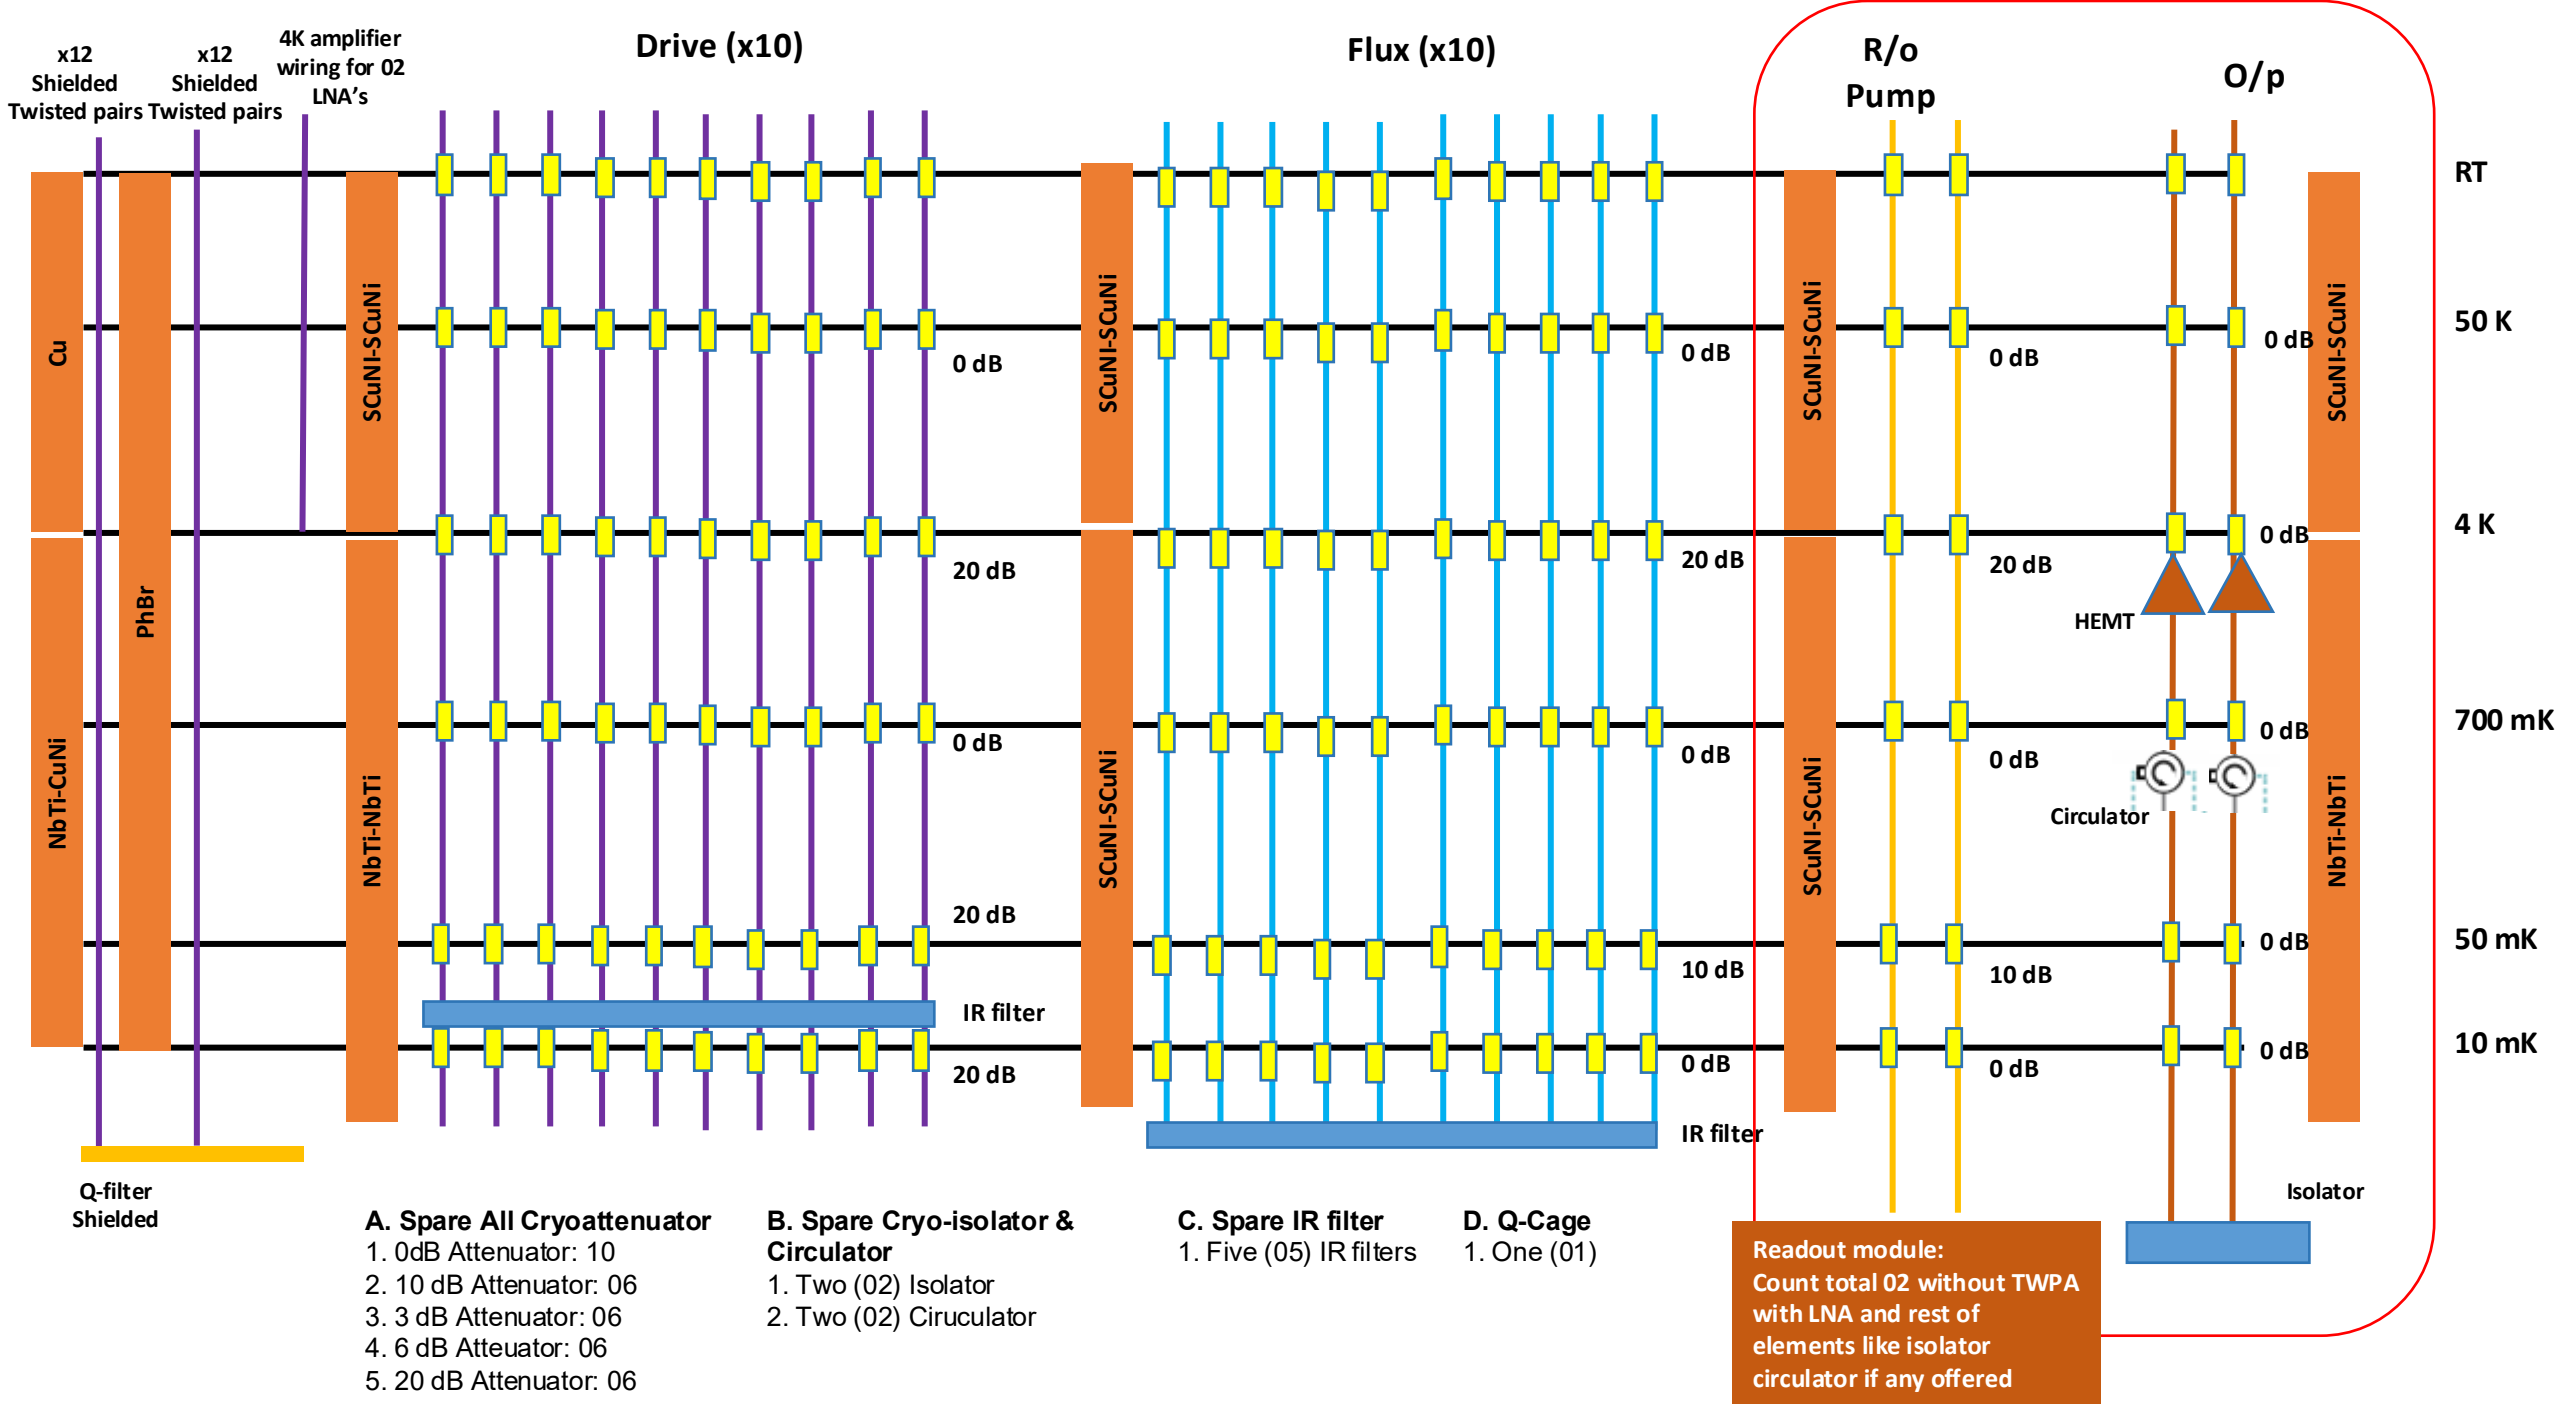 x12
Shielded
Twisted pairs
x12
Shielded
Twisted pairs
4K amplifier
wiring for 02
LNA's
Drive (x10)
Flux (x10)
R/o
Pump
O/p
RT
50 K
4 K
700 mK
50 mK
10 mK
Cu
NbTi-CuNi
PhBr
SCuNI-SCuNi
NbTi-NbTi
0 dB
20 dB
0 dB
20 dB
IR filter
20 dB
SCuNI-SCuNi
SCuNI-SCuNi
0 dB
20 dB
0 dB
10 dB
0 dB
IR filter
SCuNI-SCuNi
SCuNI-SCuNi
0 dB
20 dB
0 dB
10 dB
0 dB
HEMT
Circulator
0 dB
0 dB
0 dB
0 dB
0 dB
SCuNI-SCuNi
NbTi-NbTi
Isolator
Q-filter
Shielded
A. Spare All Cryoattenuator
1. 0dB Attenuator: 10
2. 10 dB Attenuator: 06
3. 3 dB Attenuator: 06
4. 6 dB Atteuator: 06
5. 20 dB Attenuator: 06
B. Spare Cryo-isolator &
Circulator
1. Two (02) Isolator
2. Two (02) Ciruculator
C. Spare IR filter
1. Five (05) IR filters
D. Q-Cage
1. One (01)
Readout module:
Count total 02 without TWPA
with LNA and rest of
elements like isolator
circulator if any offered